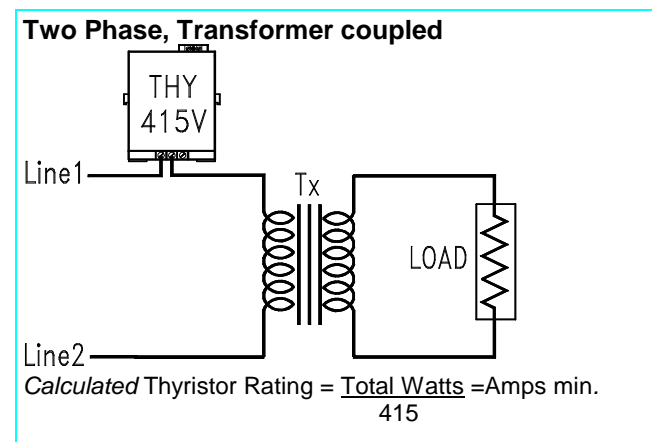 Two Phase, Transformer coupled
THY
415V
Line1
Tx
LOAD
Line2
Calculated Thyristor Rating = Total Watts =Amps min.
415